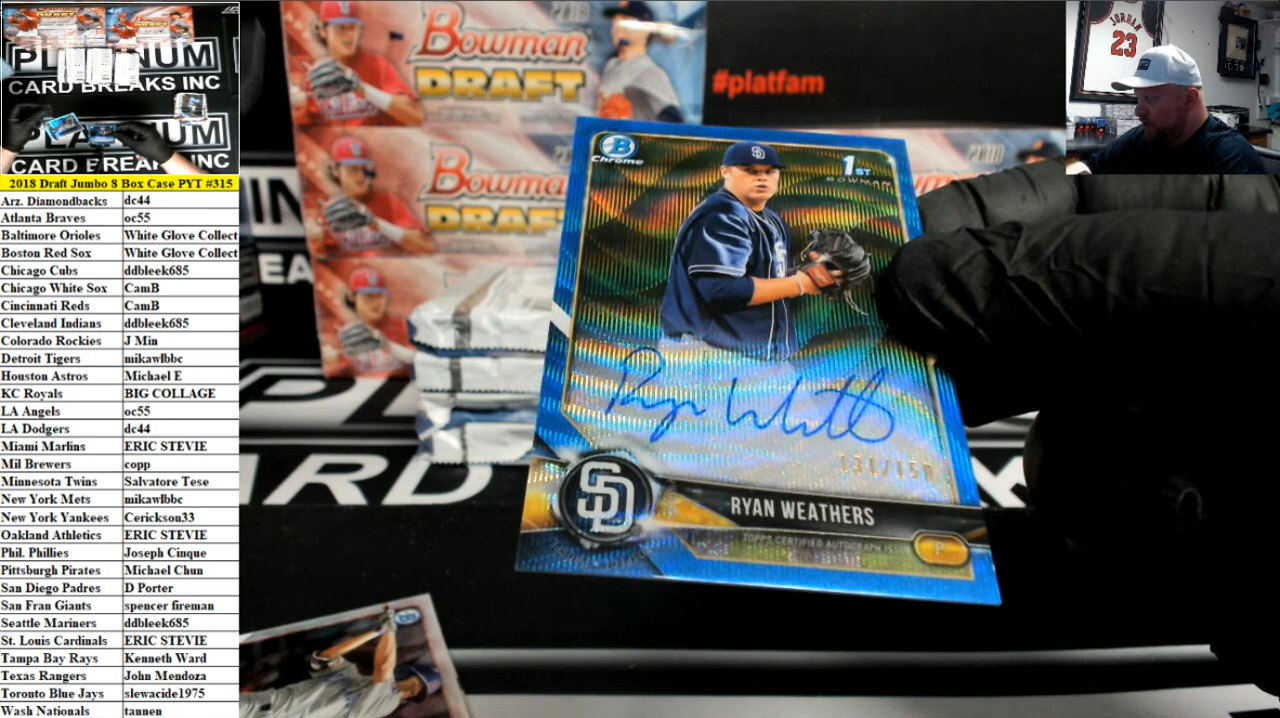 PLATINUM
CARD BREAKS INC
PLATINUM
CARD BREAKS INC
2018 Draft Jumbo 8 Box Case PYT #315
Arz. Diamondbacks dc44
Atlanta Braves oc55
Baltimore Orioles White Glove Collect
Boston Red Sox White Glove Collect
Chicago Cubs ddbleek685
Chicago White Sox CamB
Cincinnati Reds CamB
Cleveland Indians ddbleek685
Colorado Rockies J Min
Detroit Tigers mikawlbbc
Houston Astros Michael E
KC Royals BIG COLLAGE
LA Angels oc55
LA Dodgers dc44
Miami Marlins ERIC STEVIE
Mil Brewers copp
Minnesota Twins Salvatore Tese
New York Mets mikawlbbc
New York Yankees Cerickson33
Oakland Athletics ERIC STEVIE
Phil. Phillies Joseph Cinque
Pittsburgh Pirates Michael Chun
San Diego Padres D Porter
San Fran Giants spencer fireman
Seattle Mariners ddbleek685
St. Louis Cardinals ERIC STEVIE
Tampa Bay Rays Kenneth Ward
Texas Rangers John Mendoza
Toronto Blue Jays slewacide1975
Wash Nationals tannen
Bowman
DRAFT
#platfam
Bowman
DRAFT
JORDAN
23
B
Chrome
1ST
BOWMAN
SD
Ryan Weathers
SD
RYAN WEATHERS
TOPPS CERTIFIED AUTOGRAPH
P
ARD